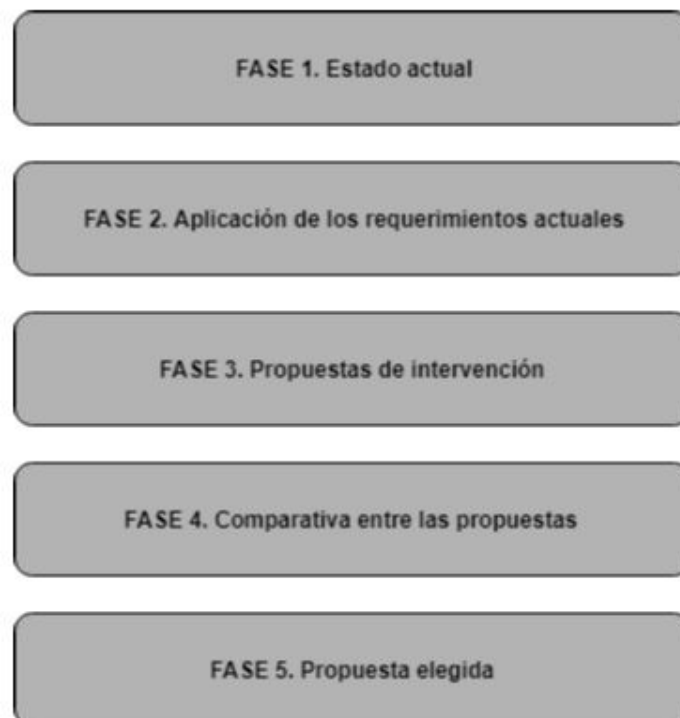 FASE 1. Estado actual
FASE 2. Aplicación de los requerimientos actuales
FASE 3. Propuestas de intervención
FASE 4. Comparativa entre las propuestas
FASE 5. Propuesta elegida